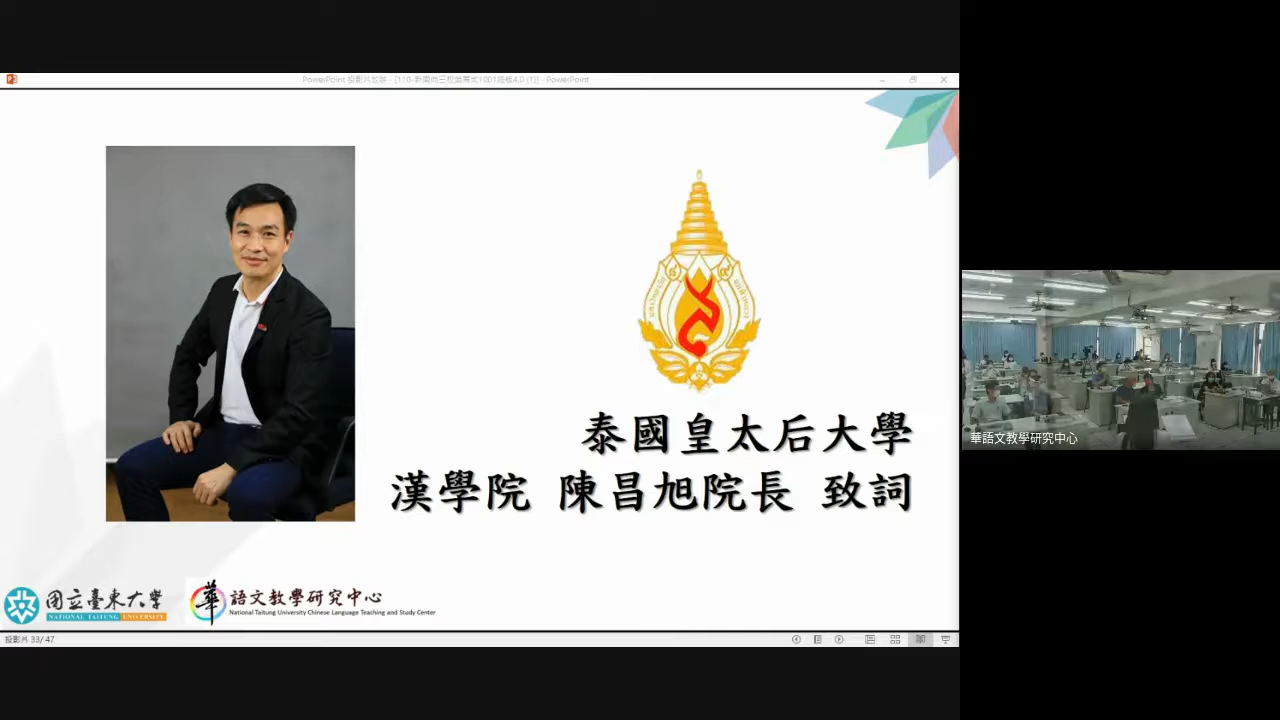 泰國皇太后大學
漢學院 陳昌旭院長 致詞
國立臺東大學
NATIONAL TAITUNG UNIVERSITY
華語文教學研究中心
National Taitung University Chinese Language Teaching and Study Center
投影片 33/ 47
華語文教學研究中心